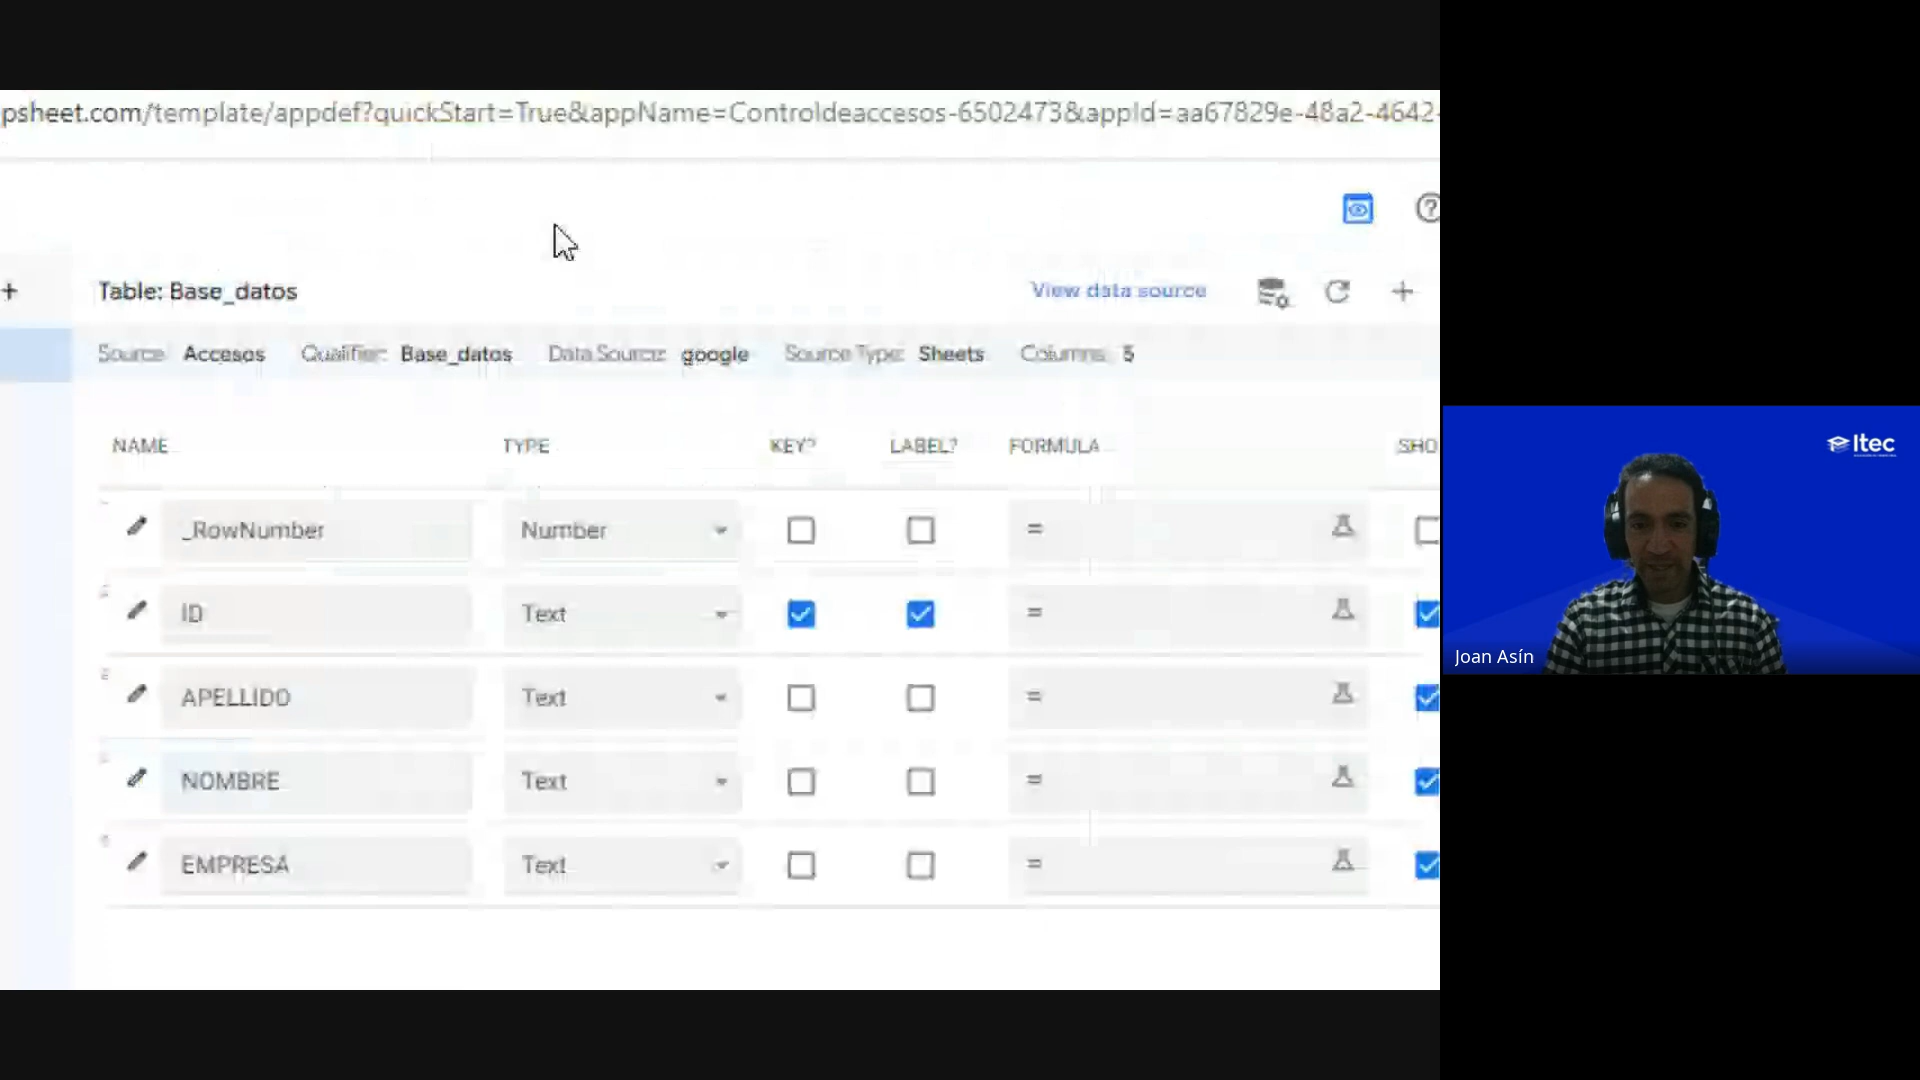 psheet.com/template/appdef?quickStart=True&appName=Controldeaccesos-6502473&appId=aa67829e-48a2-4642-
Table: Base_datos
View data source
Source: Accesos Qualifier: Base_datos Data Source: google Source Type: Sheets Columns: 5
NAME TYPE KEY? LABEL? FORMULA SHO
_RowNumber Number =
ID Text =
APELLIDO Text =
NOMBRE Text =
EMPRESA Text =
Itec
Joan Asín